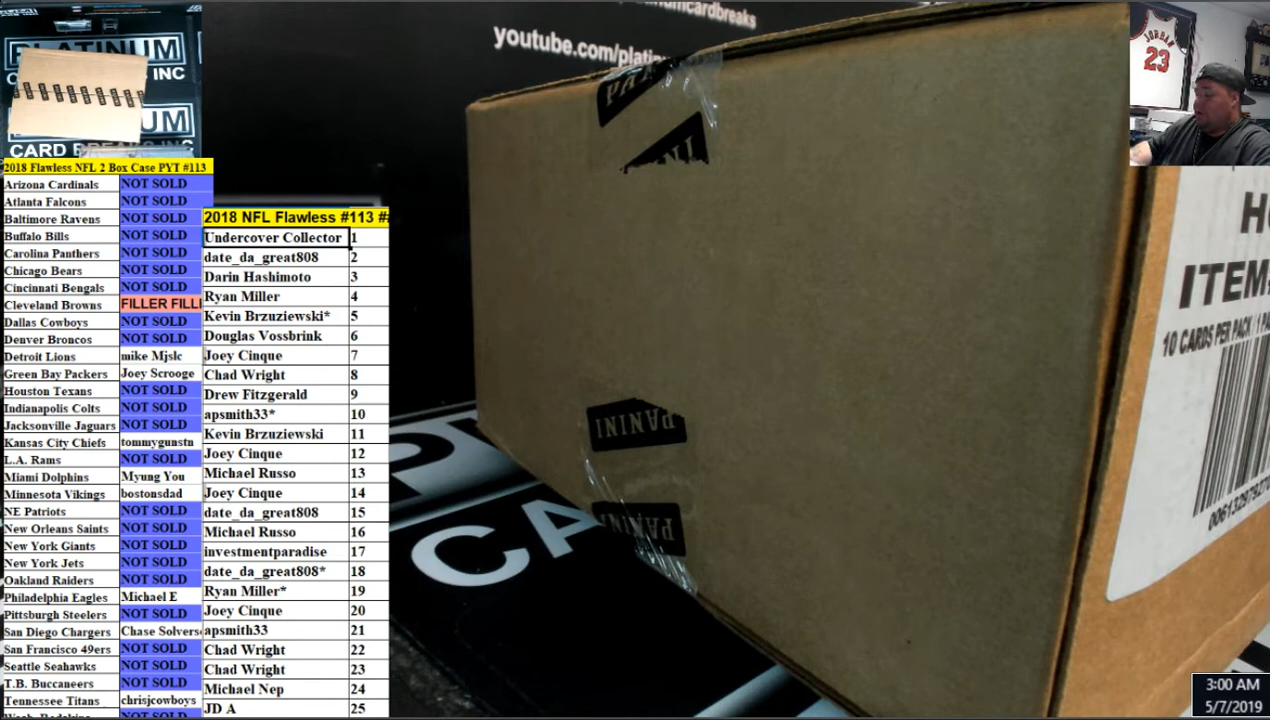 PLATINUM
CARD BREAKS INC
youtube.com/platin
2018 Flawless NFL 2 Box Case PYT #113
Arizona Cardinals NOT SOLD
Atlanta Falcons NOT SOLD
Baltimore Ravens NOT SOLD
Buffalo Bills NOT SOLD
Carolina Panthers NOT SOLD
Chicago Bears NOT SOLD
Cincinnati Bengals NOT SOLD
Cleveland Browns FILLER FILL
Dallas Cowboys NOT SOLD
Denver Broncos NOT SOLD
Detroit Lions mike Mjslc
Green Bay Packers Joey Scrooge
Houston Texans NOT SOLD
Indianapolis Colts NOT SOLD
Jacksonville Jaguars NOT SOLD
Kansas City Chiefs tommygunstn
L.A. Rams NOT SOLD
Miami Dolphins Myung You
Minnesota Vikings bostonsdad
NE Patriots NOT SOLD
New Orleans Saints NOT SOLD
New York Giants NOT SOLD
New York Jets NOT SOLD
Oakland Raiders NOT SOLD
Philadelphia Eagles Michael E
Pittsburgh Steelers NOT SOLD
San Diego Chargers Chase Solvers
San Francisco 49ers NOT SOLD
Seattle Seahawks NOT SOLD
T.B. Buccaneers NOT SOLD
Tennessee Titans chrisjcowboys
2018 NFL Flawless #113
Undercover Collector 1
date_da_great808 2
Darin Hashimoto 3
Ryan Miller 4
Kevin Brzuziewski* 5
Douglas Vossbrink 6
Joey Cinque 7
Chad Wright 8
Drew Fitzgerald 9
apsmith33* 10
Kevin Brzuziewski 11
Joey Cinque 12
Michael Russo 13
Joey Cinque 14
date_da_great808 15
Michael Russo 16
investmentparadise 17
date_da_great808* 18
Ryan Miller* 19
Joey Cinque 20
apsmith33 21
Chad Wright 22
Chad Wright 23
Michael Nep 24
JD A 25
PANINI
PANINI
JORDAN
23
ITEM
10 CARDS PER PACK
3:00 AM
5/7/2019